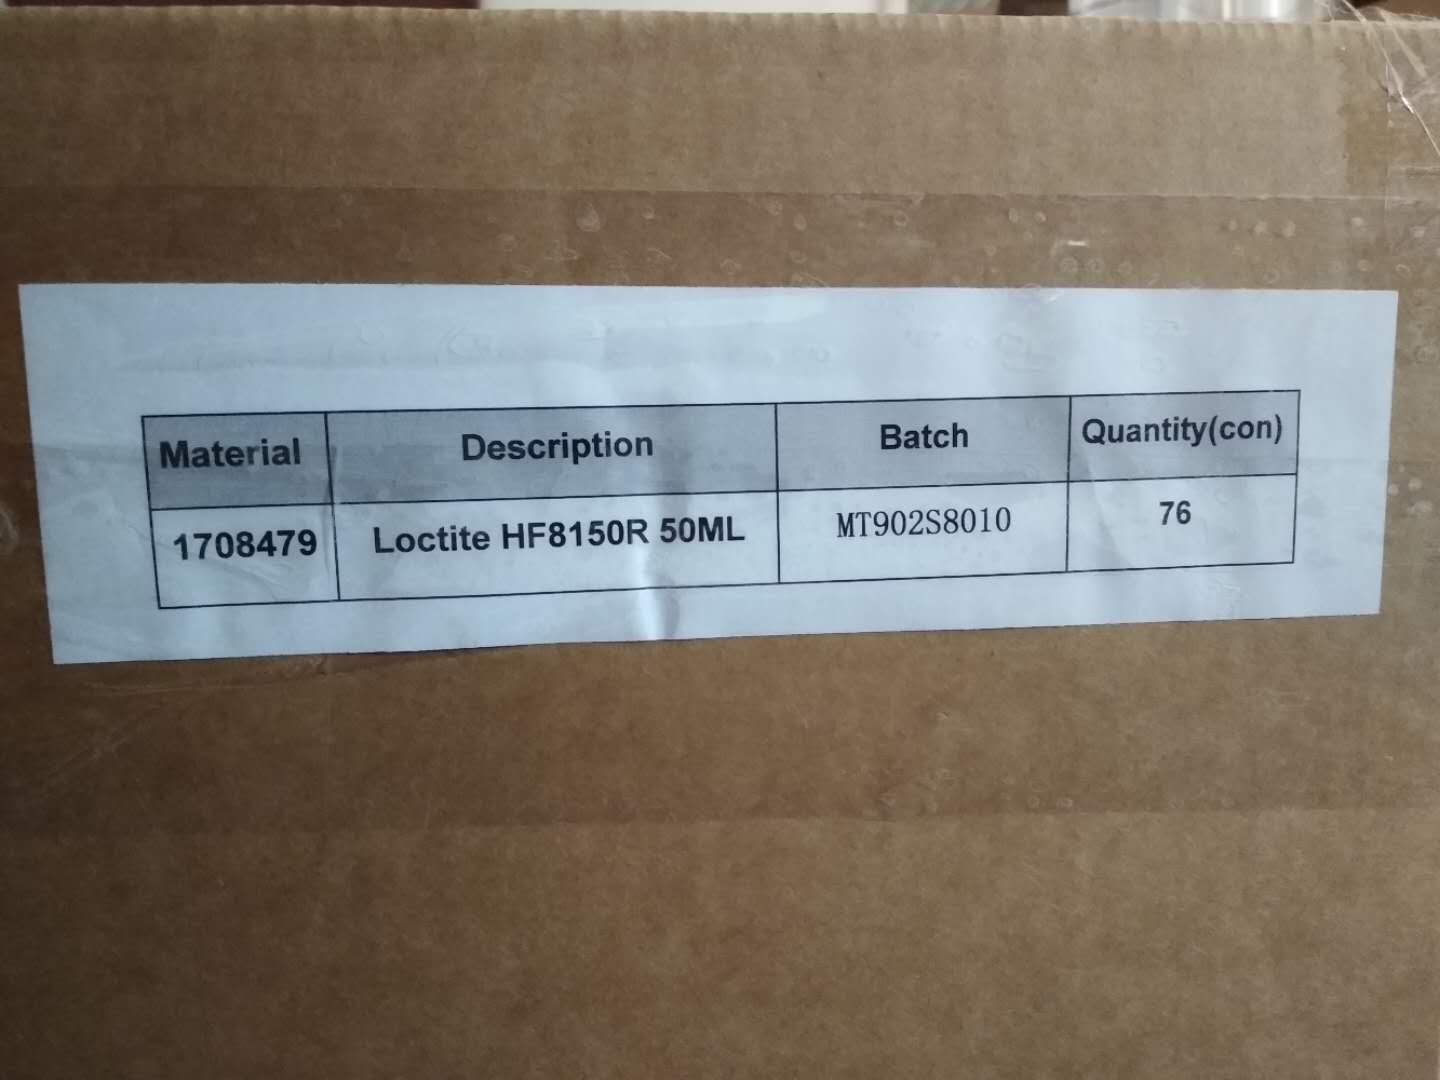 Material Description Batch Quantity(con)
1708479 Loctite HF8150R 50ML MT902S8010 76